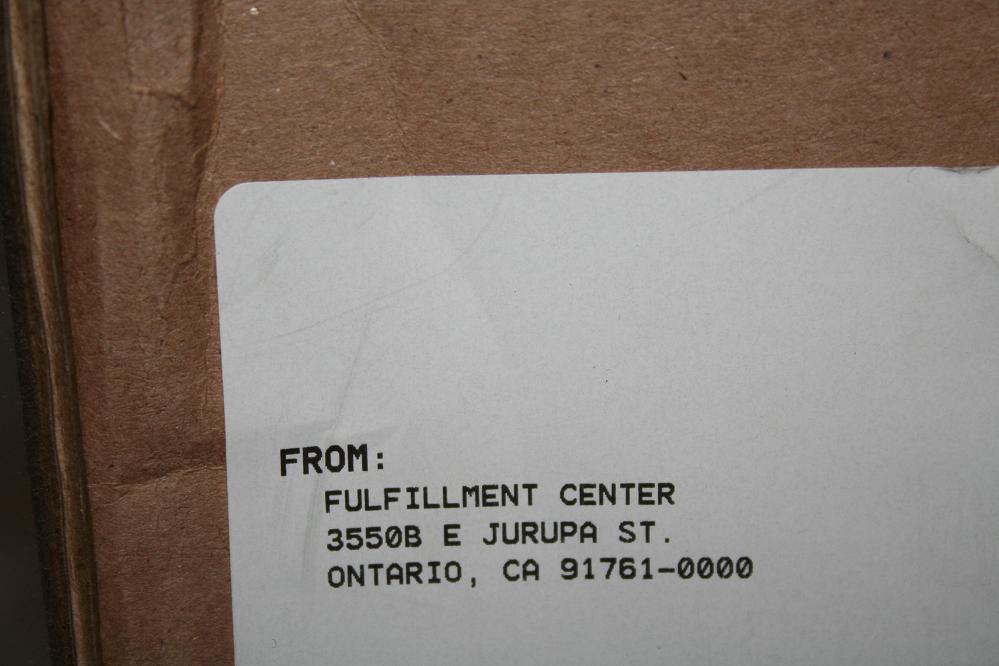 FROM:
FULFILLMENT CENTER
3550B E JURUPA ST.
ONTARIO, CA 91761-0000